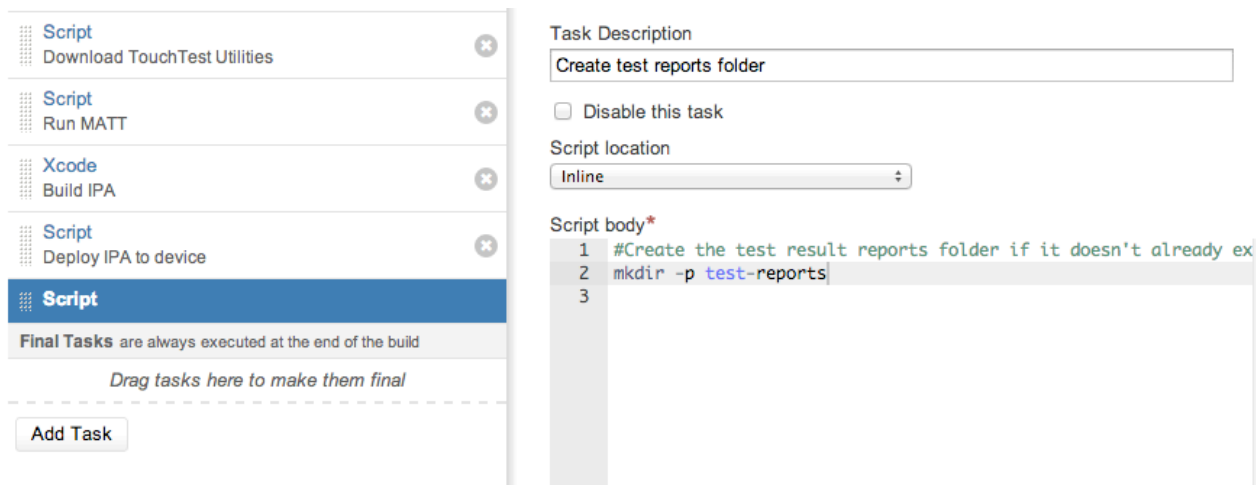 Script
Download TouchTest Utilities
Script
Run MATT
Xcode
Build IPA
Script
Deploy IPA to device
Script
Final Tasks are always executed at the end of the build
Drag tasks here to make them final
Add Task
Task Description
Create test reports folder
Disable this task
Script location
Inline
Script body*
1 #Create the test result reports folder if it doesn't already ex
2 mkdir -p test-reports
3